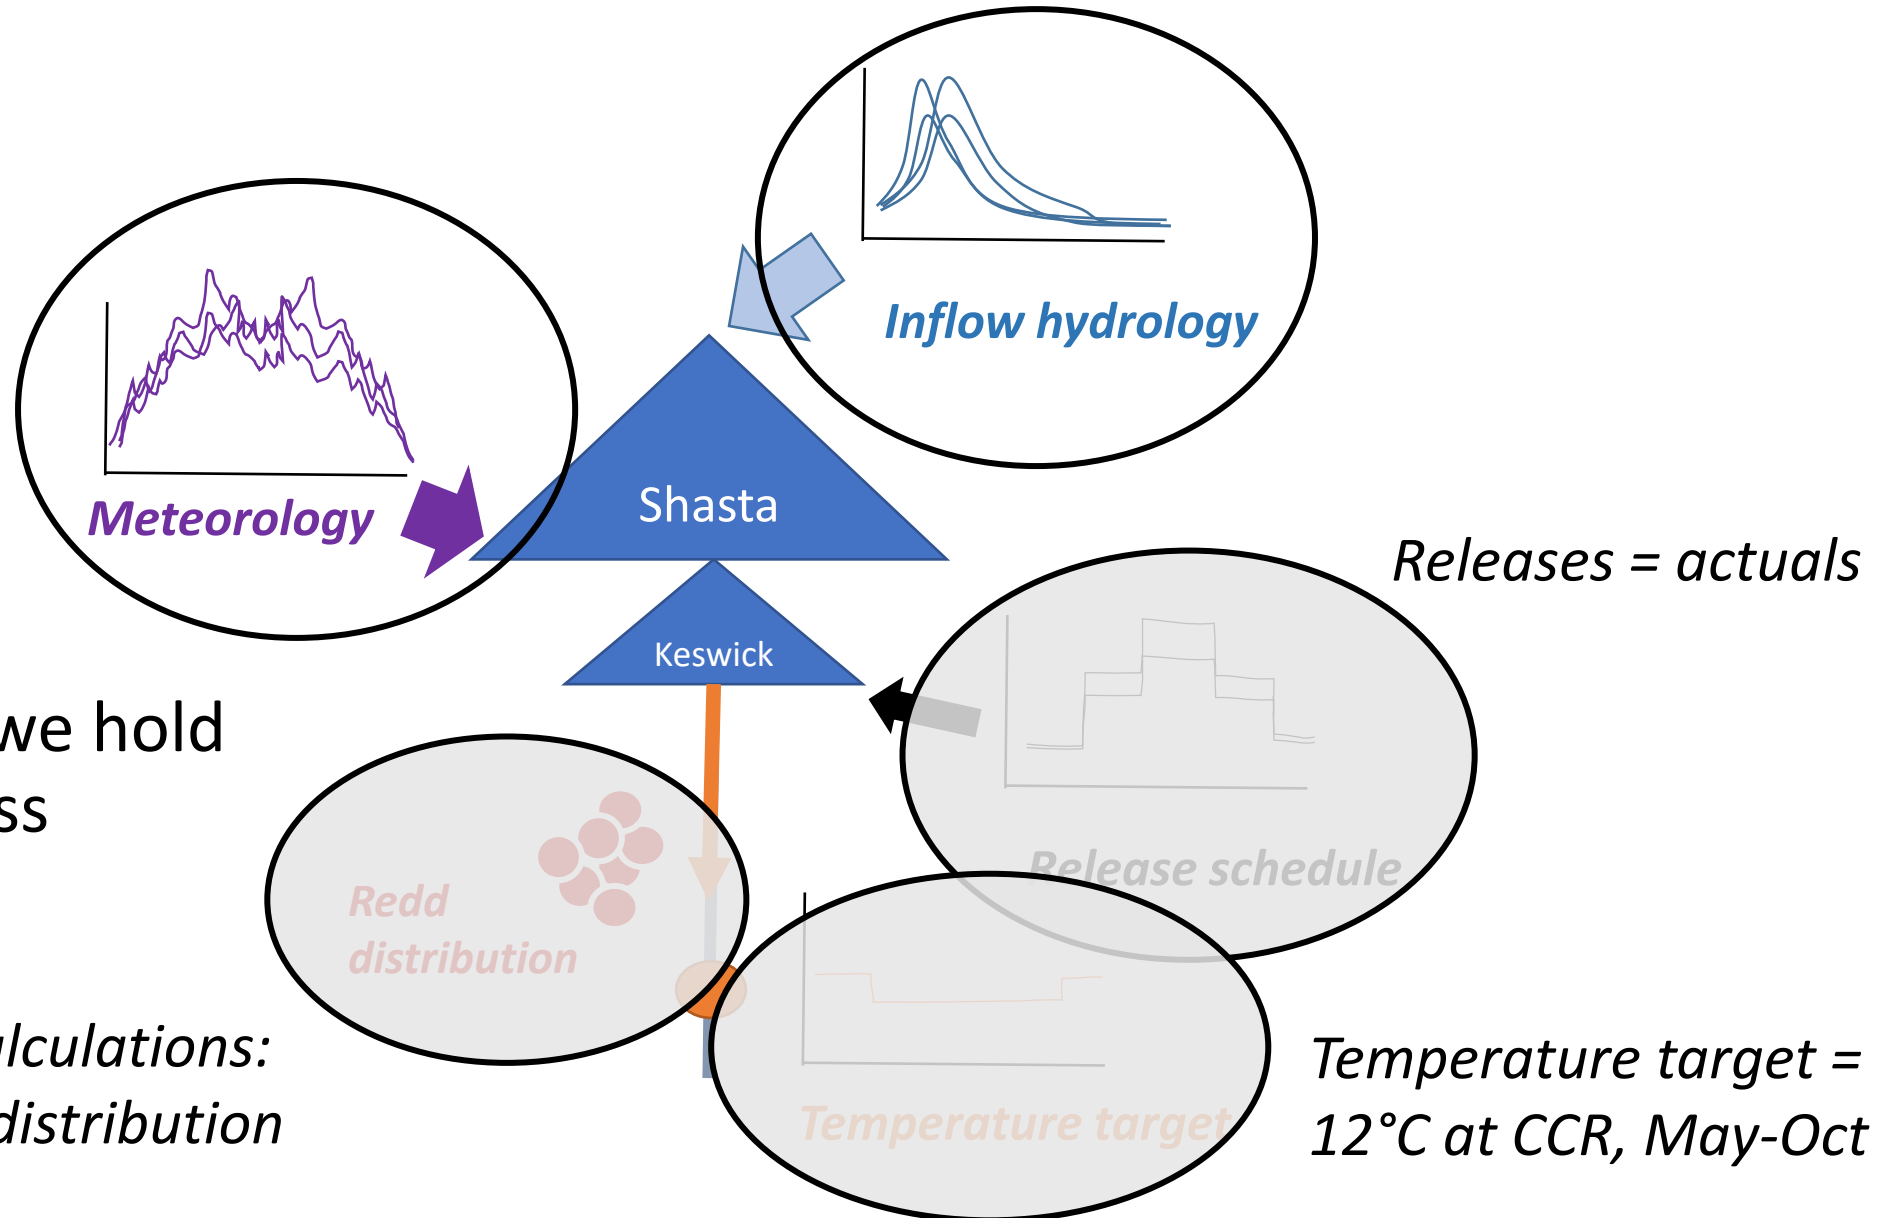 Inflow hydrology
Meteorology
Shasta
Releases = actuals
Keswick
we hold
ss
Release schedule
Redd
distribution
alculations:
distribution
Temperature target
Temperature target =
12°C at CCR, May-Oct